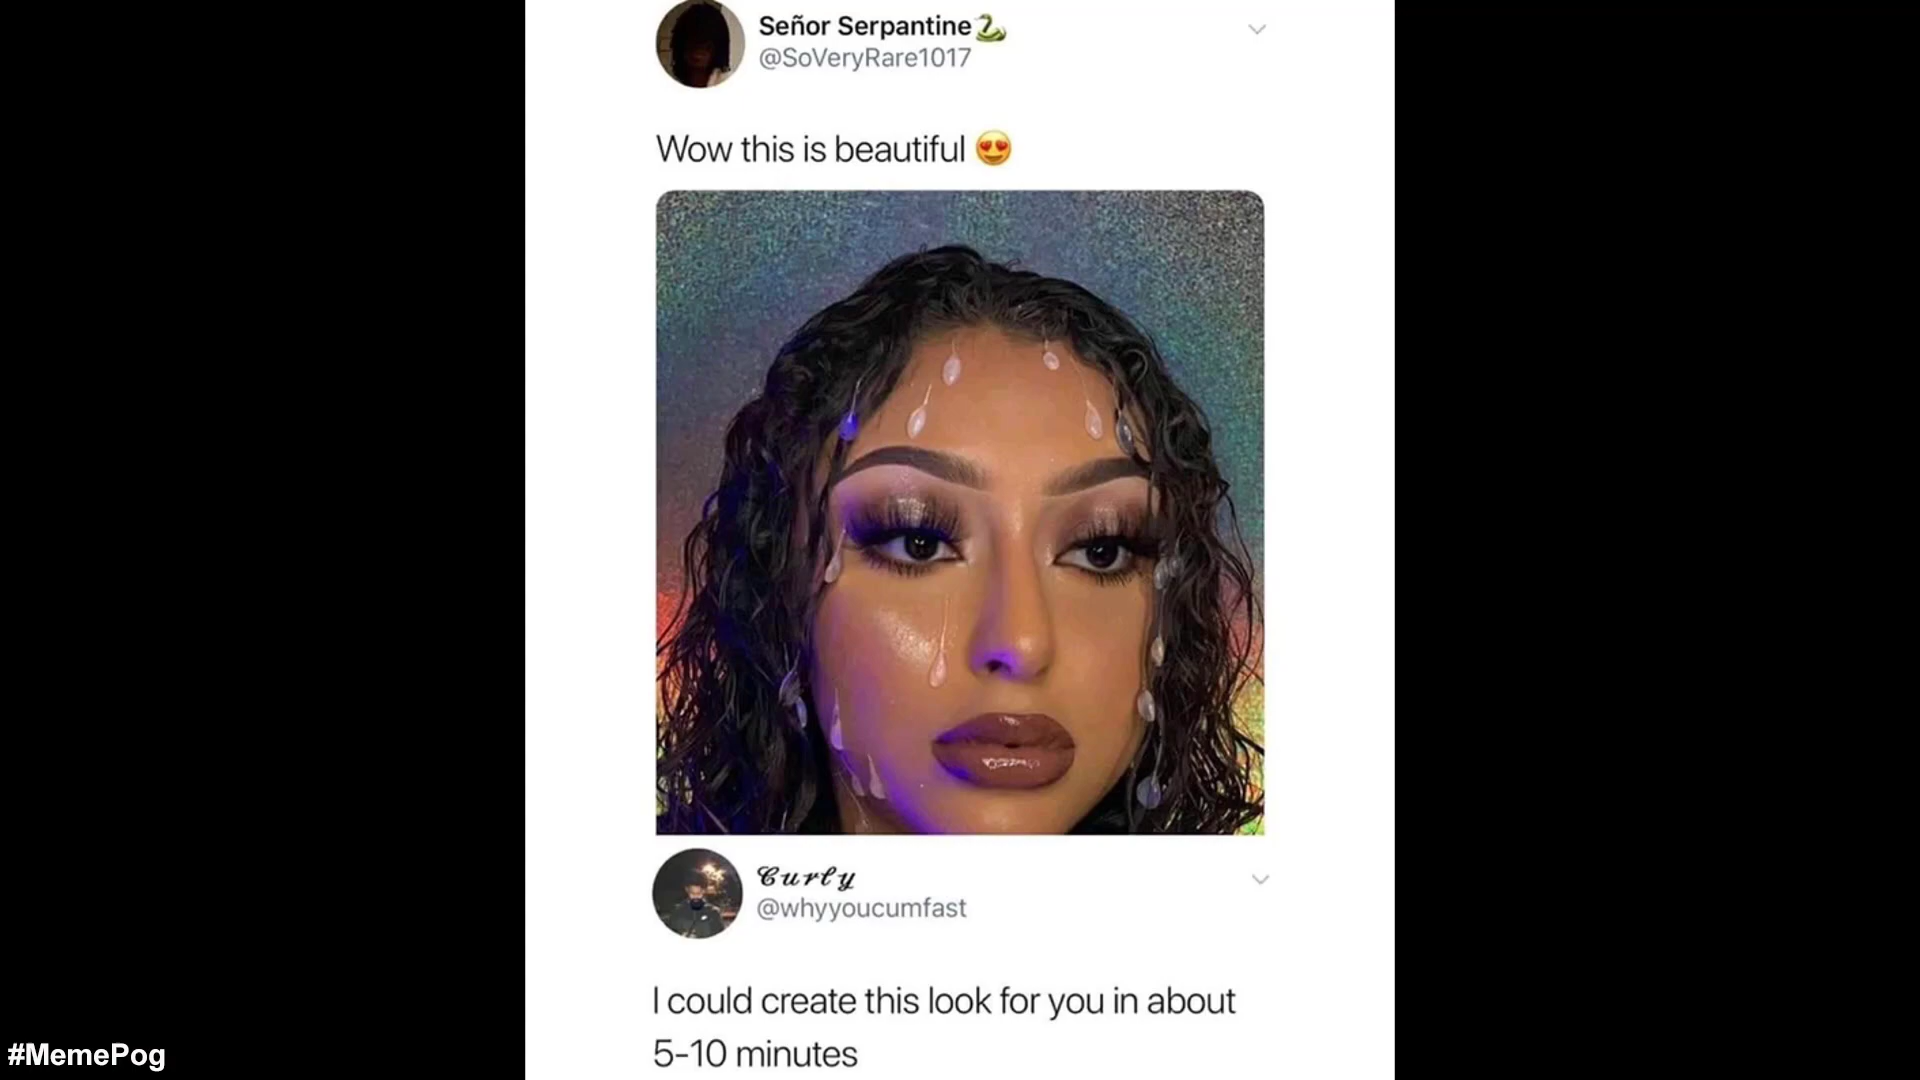 Señor Serpantine🐍
@SoVeryRare1017
Wow this is beautiful 😍
𝓒𝓾𝓻𝓵𝔂
@whyyoucumfast
I could create this look for you in about
5-10 minutes
#MemePog